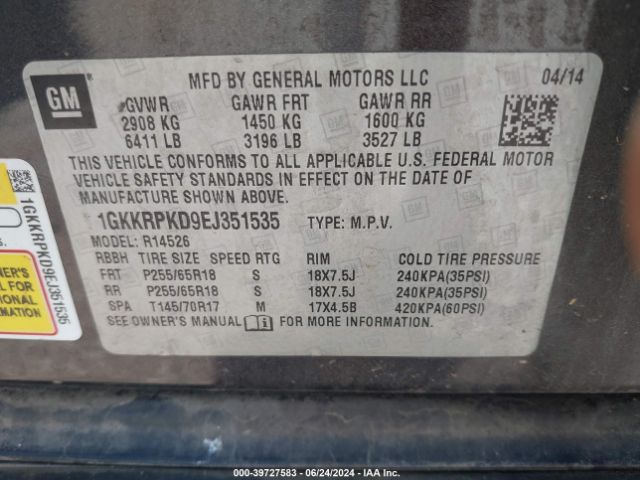 GM
MFD BY GENERAL MOTORS LLC 04/14
GVWR GAWR FRT GAWR RR
2908 KG 1450 KG 1600 KG
6411 LB 3196 LB 3527 LB
THIS VEHICLE CONFORMS TO ALL APPLICABLE U.S. FEDERAL MOTOR
VEHICLE SAFETY STANDARDS IN EFFECT ON THE DATE OF
MANUFACTURE SHOWN ABOVE.
1GKKRPKD9EJ351535 TYPE: M.P.V.
MODEL: R14526
RBBH TIRE SIZE SPEED RTG RIM COLD TIRE PRESSURE
FRT P255/65R18 S 18X7.5J 240KPA(35PSI)
RR P255/65R18 S 18X7.5J 240KPA(35PSI)
SPA T145/70R17 M 17X4.5B 420KPA(60PSI)
SEE OWNER'S MANUAL i FOR MORE INFORMATION.
1GKKRPKD9EJ351535
NER'S
L FOR
IONAL
MATION
000-39727583 - 06/24/2024 - IAA Inc.